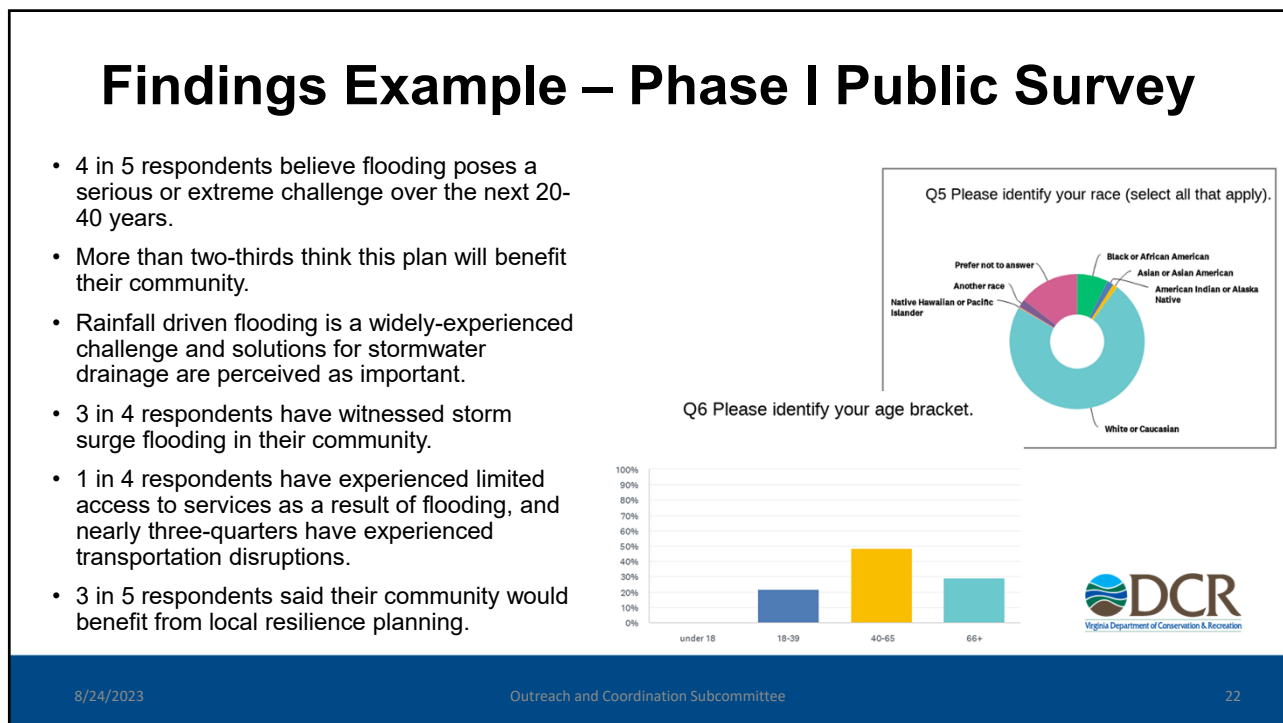 Findings Example – Phase I Public Survey
• 4 in 5 respondents believe flooding poses a
serious or extreme challenge over the next 20-
40 years.
• More than two-thirds think this plan will benefit
their community.
• Rainfall driven flooding is a widely-experienced
challenge and solutions for stormwater
drainage are perceived as important.
• 3 in 4 respondents have witnessed storm
surge flooding in their community.
• 1 in 4 respondents have experienced limited
access to services as a result of flooding, and
nearly three-quarters have experienced
transportation disruptions.
• 3 in 5 respondents said their community would
benefit from local resilience planning.
Q5 Please identify your race (select all that apply).
Prefer not to answer
Another race
Native Hawaiian or Pacific
Islander
Black or African American
Asian or Asian American
American Indian or Alaska
Native
White or Caucasian
Q6 Please identify your age bracket.
100%
90%
80%
70%
60%
50%
40%
30%
20%
10%
0%
under 18
18-39
40-65
66+
DCR
Virginia Department of Conservation & Recreation
8/24/2023
Outreach and Coordination Subcommittee
22